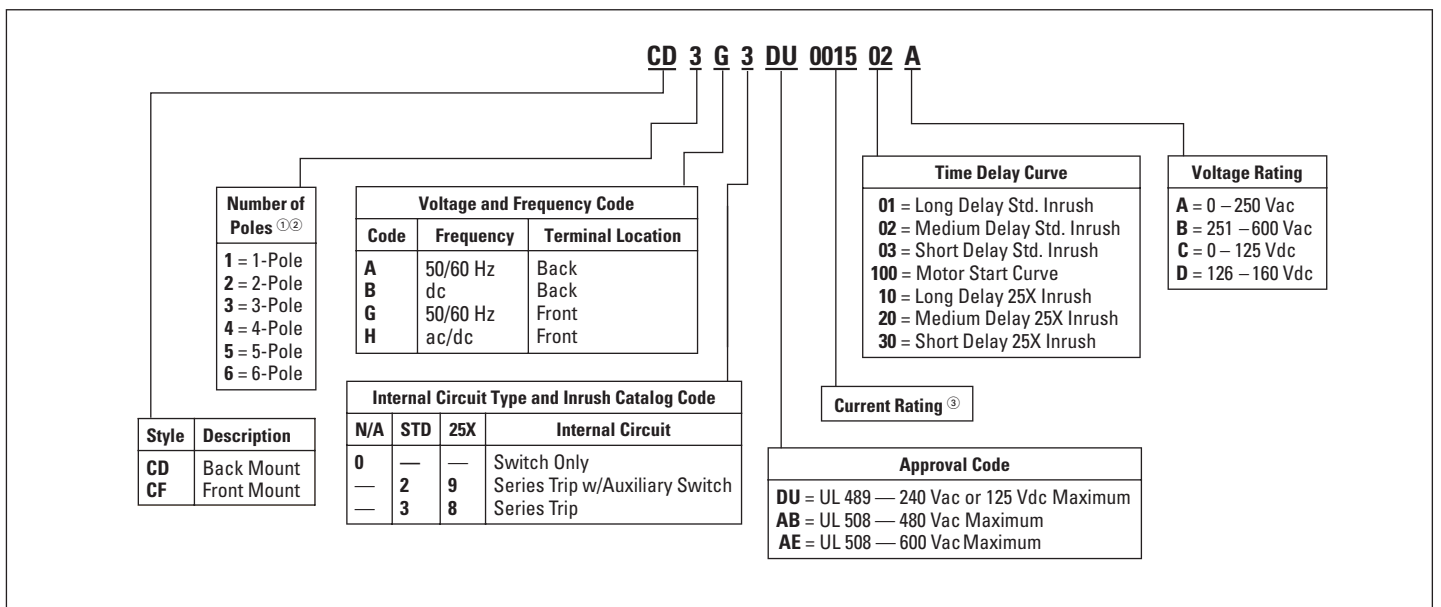 CD 3 G 3 DU 0015 02 A
Number of
Poles ①②
1 = 1-Pole
2 = 2-Pole
3 = 3-Pole
4 = 4-Pole
5 = 5-Pole
6 = 6-Pole
Voltage and Frequency Code
Code Frequency Terminal Location
A 50/60 Hz Back
B dc Back
G 50/60 Hz Front
H ac/dc Front
Time Delay Curve
01 = Long Delay Std. Inrush
02 = Medium Delay Std. Inrush
03 = Short Delay Std. Inrush
100 = Motor Start Curve
10 = Long Delay 25X Inrush
20 = Medium Delay 25X Inrush
30 = Short Delay 25X Inrush
Voltage Rating
A = 0 – 250 Vac
B = 251 – 600 Vac
C = 0 – 125 Vdc
D = 126 – 160 Vdc
Style Description
CD Back Mount
CF Front Mount
Internal Circuit Type and Inrush Catalog Code
N/A STD 25X Internal Circuit
0 — — Switch Only
— 2 9 Series Trip w/Auxiliary Switch
— 3 8 Series Trip
Current Rating ③
Approval Code
DU = UL 489 — 240 Vac or 125 Vdc Maximum
AB = UL 508 — 480 Vac Maximum
AE = UL 508 — 600 Vac Maximum